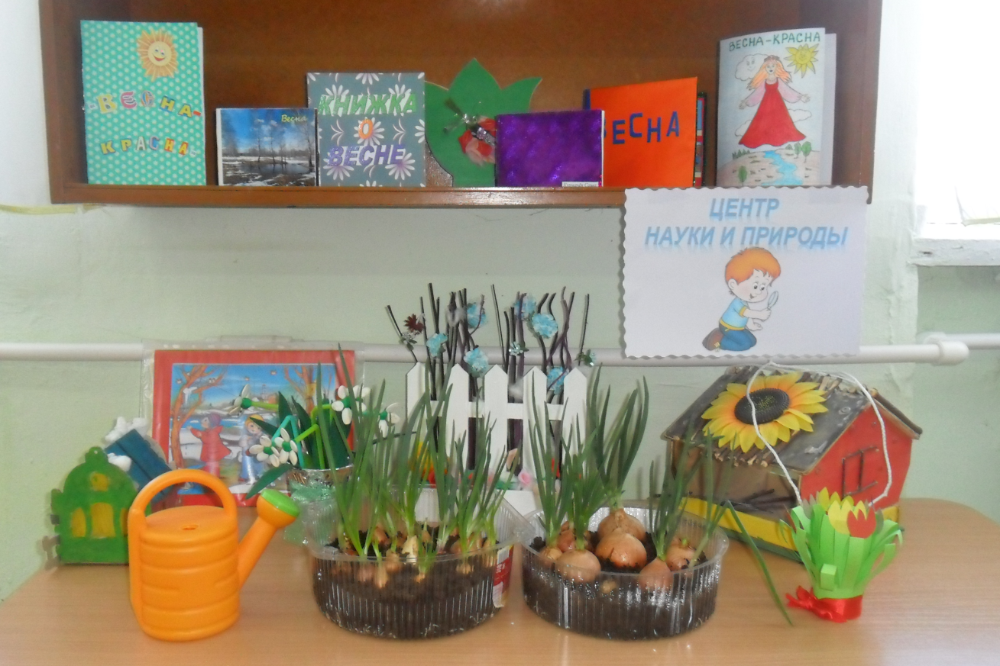 ВЕСНА-
КРАСНА
Весна
КНИЖКА
О
ВЕСНЕ
ВЕСНА
ВЕСНА-КРАСНА
ЦЕНТР
НАУКИ И ПРИРОДЫ